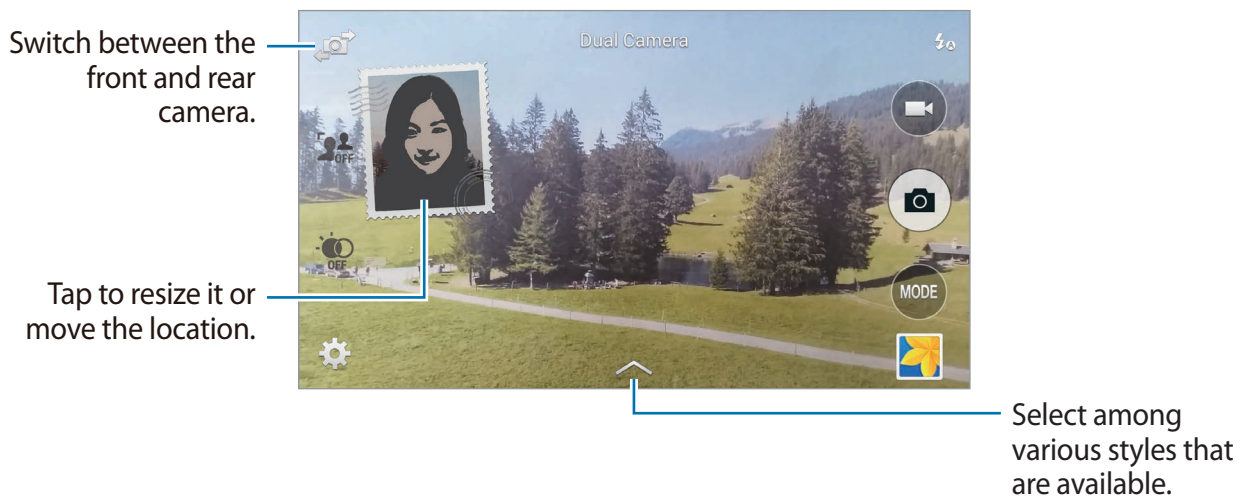 Switch between the
front and rear
camera.
Dual Camera
OFF
Tap to resize it or
move the location.
OFF
MODE
Select among
various styles that
are available.